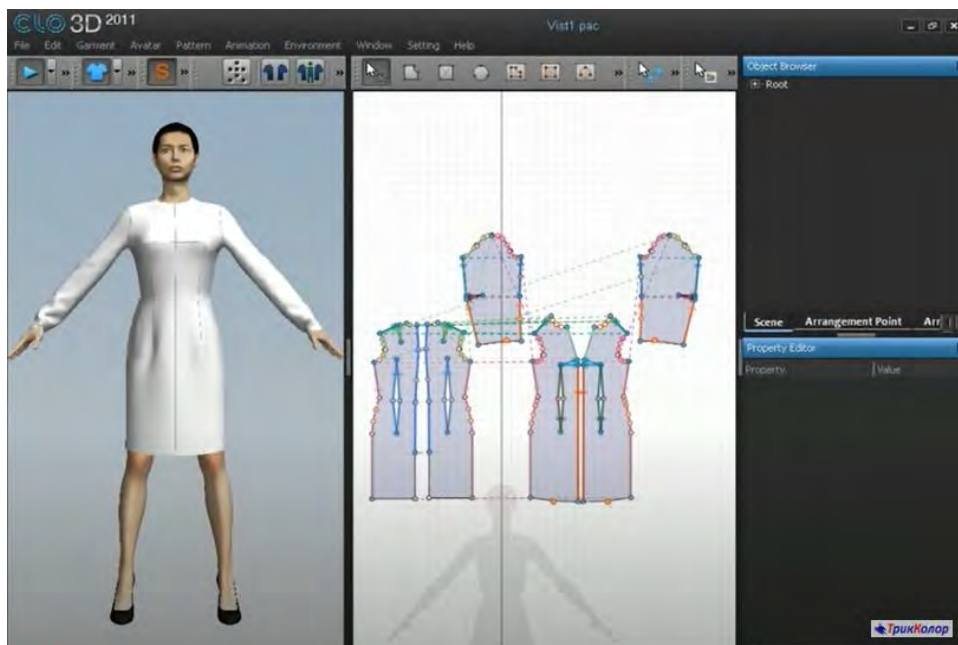 CLO 3D 2011
Vist1.pac
File Edit Garment Avatar Pattern Animation Environment Window Setting Help
S
Object Browser
Root
Scene Arrangement Point Arr
Property Editor
Property Value
ТрикКолор